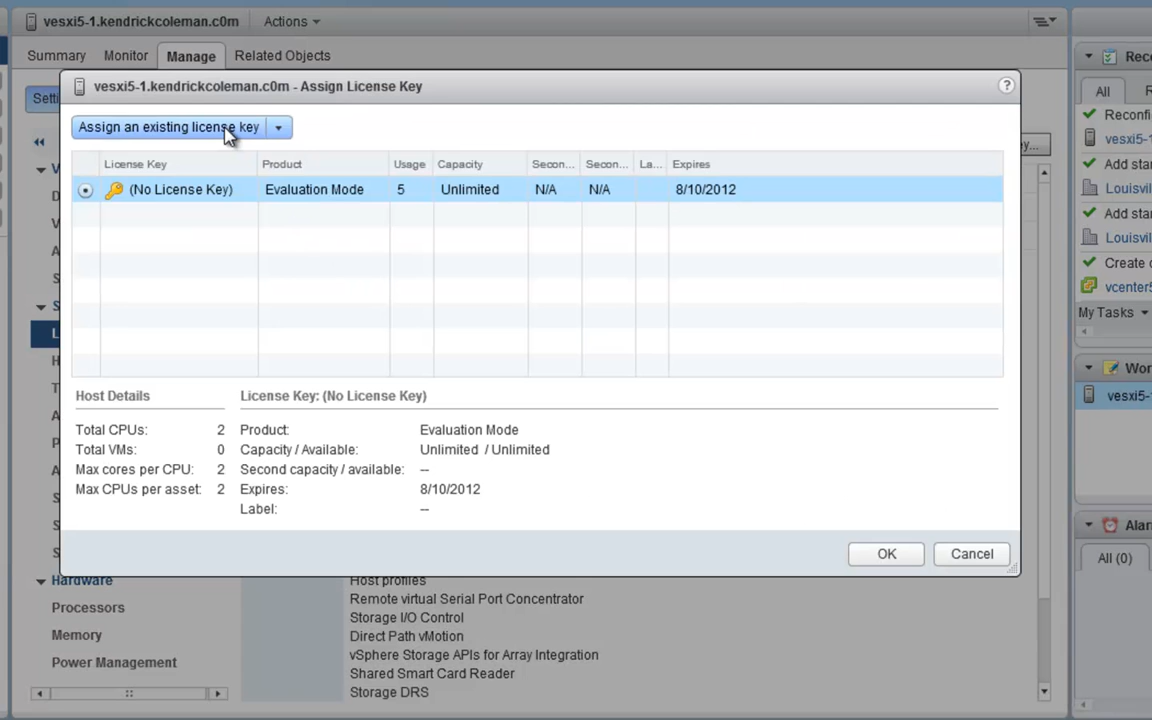 vesxi5-1.kendrickcoleman.c0m Actions
Summary Monitor Manage Related Objects
vesxi5-1.kendrickcoleman.c0m - Assign License Key
Assign an existing license key
License Key Product Usage Capacity Secon... Secon... La... Expires
(No License Key) Evaluation Mode 5 Unlimited N/A N/A 8/10/2012
Host Details
Total CPUs: 2
Total VMs: 0
Max cores per CPU: 2
Max CPUs per asset: 2
License Key: (No License Key)
Product: Evaluation Mode
Capacity / Available: Unlimited / Unlimited
Second capacity / available: --
Expires: 8/10/2012
Label: --
OK Cancel
Hardware
Processors
Memory
Power Management
Host profiles
Remote virtual Serial Port Concentrator
Storage I/O Control
Direct Path vMotion
vSphere Storage APIs for Array Integration
Shared Smart Card Reader
Storage DRS
Rece
All R
Reconfi
vesxi5-
Add sta
Louisvil
Add sta
Louisvil
Create c
vcenter5
My Tasks
Wor
vesxi5-1
Alar
All (0)